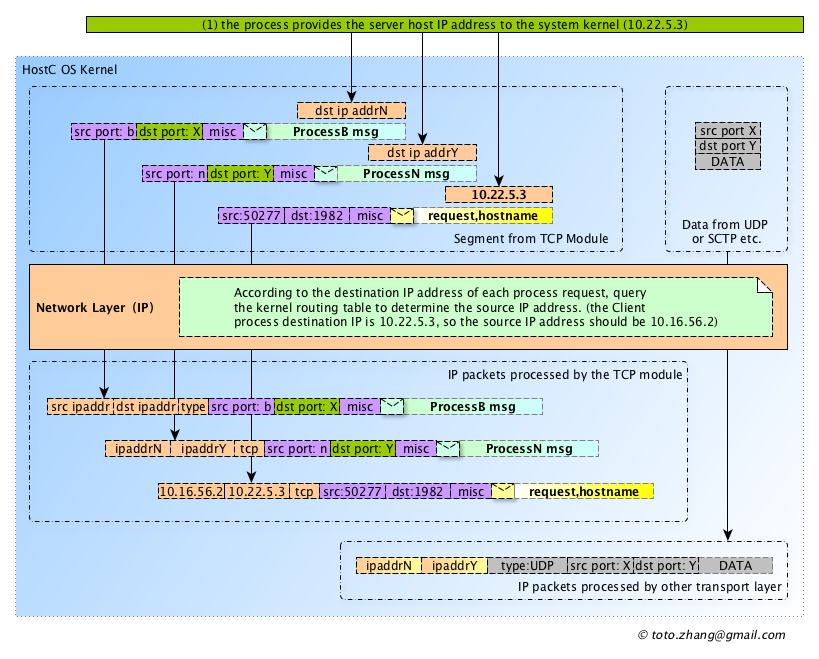 (1) the process provides the server host IP address to the system kernel (10.22.5.3)
HostC OS Kernel
dst ip addrN
src port: b dst port: X misc ProcessB msg
dst ip addrY
src port: n dst port: Y misc ProcessN msg
10.22.5.3
src:50277 dst:1982 misc request,hostname
Segment from TCP Module
src port X
dst port Y
DATA
Data from UDP
or SCTP etc.
Network Layer (IP)
According to the destination IP address of each process request, query
the kernel routing table to determine the source IP address. (the Client
process destination IP is 10.22.5.3, so the source IP address should be 10.16.56.2)
IP packets processed by the TCP module
src ipaddr dst ipaddr type src port: b dst port: X misc ProcessB msg
ipaddrN ipaddrY tcp src port: n dst port: Y misc ProcessN msg
10.16.56.2 10.22.5.3 tcp src:50277 dst:1982 misc request,hostname
ipaddrN ipaddrY type:UDP src port: X dst port: Y DATA
IP packets processed by other transport layer
© toto.zhang@gmail.com